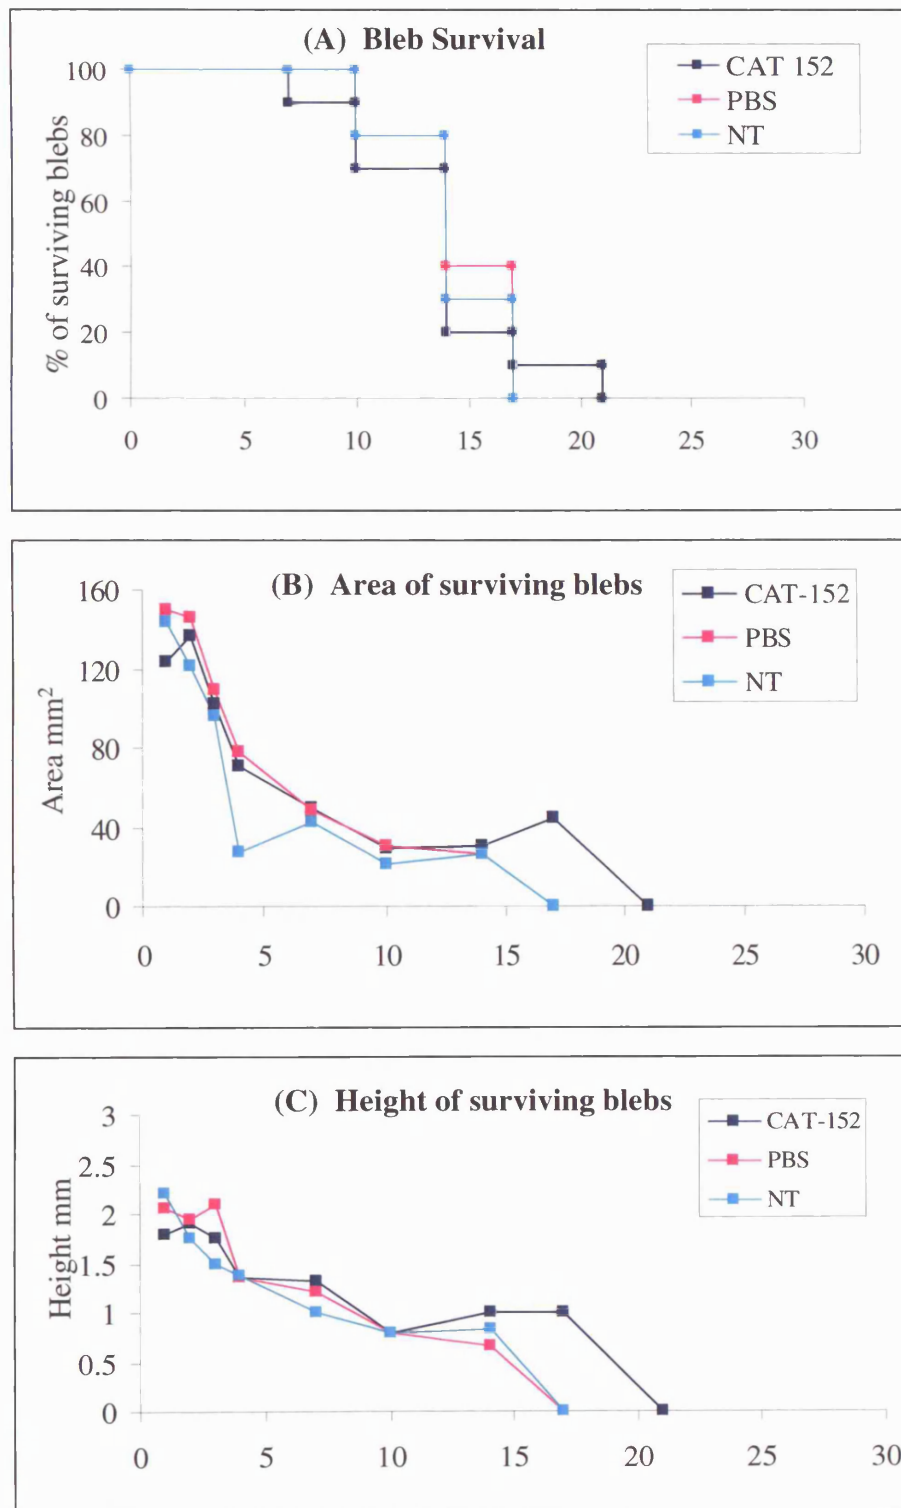 (A) Bleb Survival
CAT 152
PBS
NT
% of surviving blebs
100
80
60
40
20
0
0 5 10 15 20 25 30
(B) Area of surviving blebs
CAT-152
PBS
NT
Area mm²
160
120
80
40
0
0 5 10 15 20 25 30
(C) Height of surviving blebs
CAT-152
PBS
NT
Height mm
3
2.5
2
1.5
1
0.5
0
0 5 10 15 20 25 30